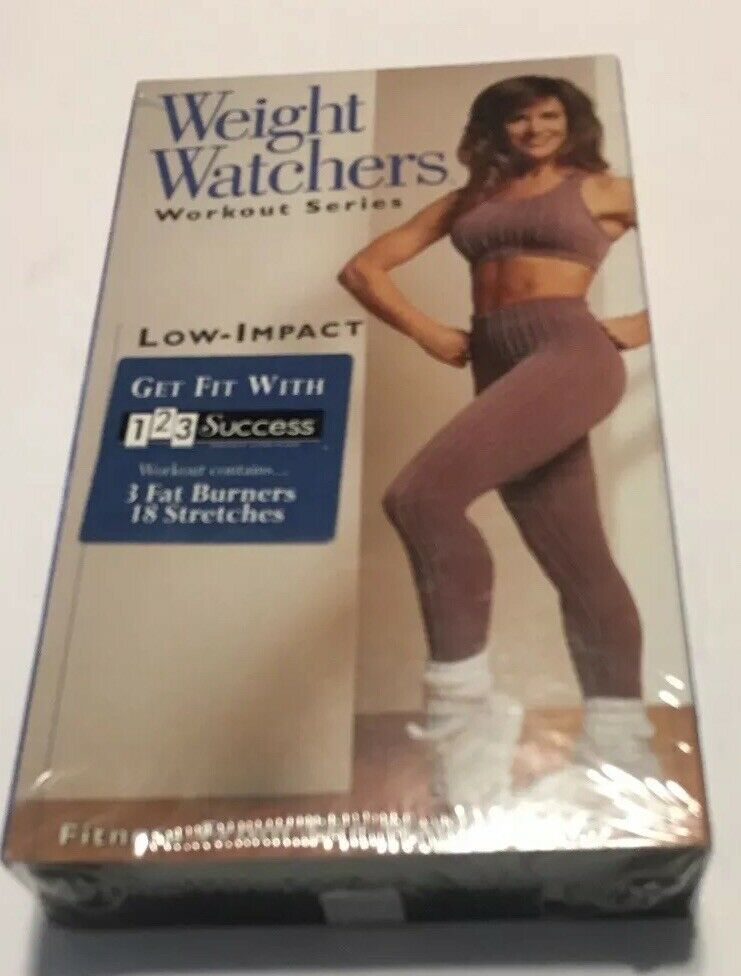 Weight
Watchers
Workout Series
LOW-IMPACT
GET FIT WITH
123 Success
Workout contains...
3 Fat Burners
18 Stretches